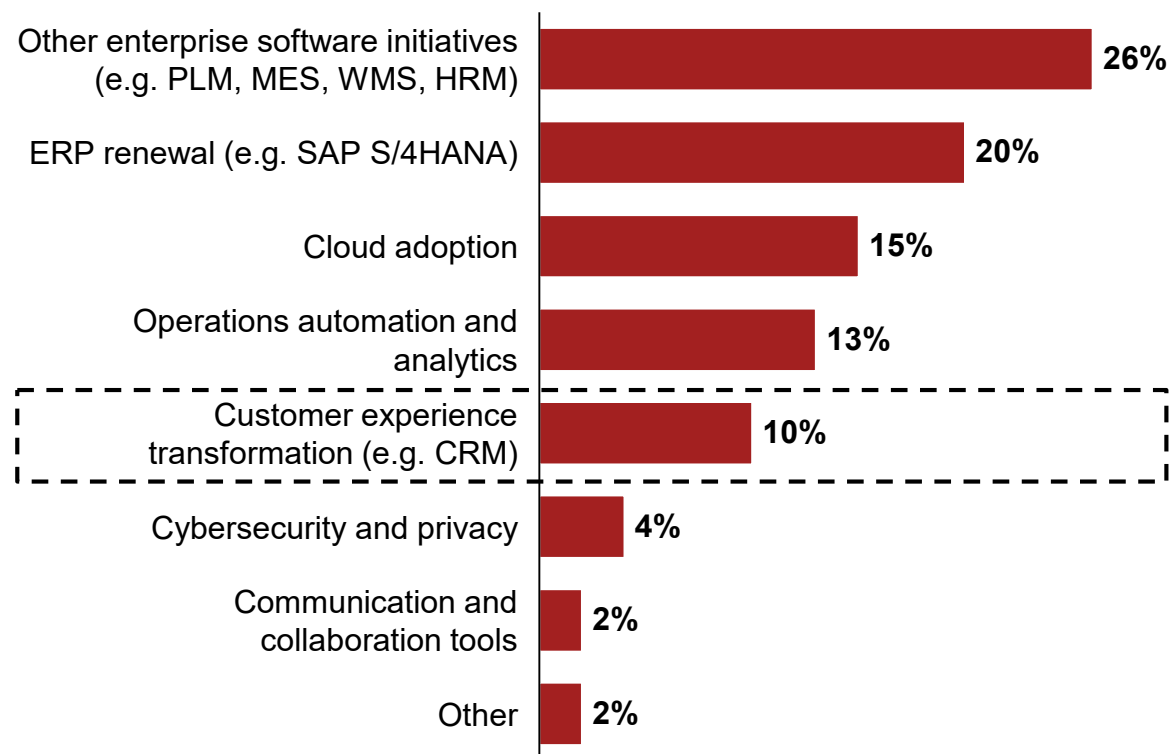 Other enterprise software initiatives
(e.g. PLM, MES, WMS, HRM)
26%
ERP renewal (e.g. SAP S/4HANA)
20%
Cloud adoption
15%
Operations automation and
analytics
13%
Customer experience
transformation (e.g. CRM)
10%
Cybersecurity and privacy
4%
Communication and
collaboration tools
2%
Other
2%